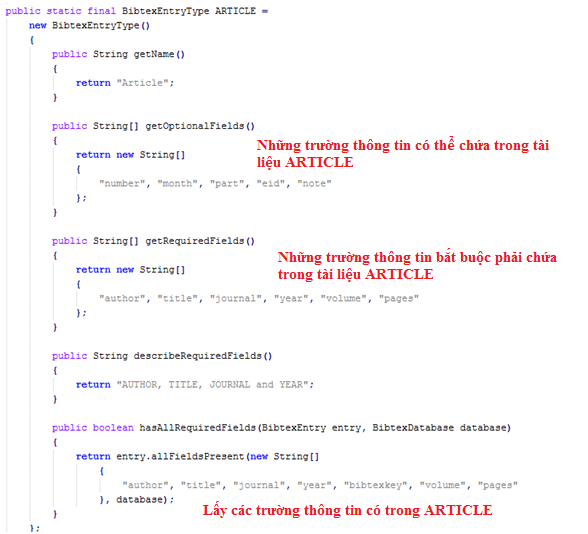 public static final BibtexEntryType ARTICLE =
new BibtexEntryType()
{
public String getName()
{
return "Article";
}
public String[] getOptionalFields()
{
Những trường thông tin có thể chứa trong tài
liệu ARTICLE
return new String[]
{
"number", "month", "part", "eid", "note"
};
}
public String[] getRequiredFields()
{
Những trường thông tin bắt buộc phải chứa
trong tài liệu ARTICLE
return new String[]
{
"author", "title", "journal", "year", "volume", "pages"
};
}
public String describeRequiredFields()
{
return "AUTHOR, TITLE, JOURNAL and YEAR";
}
public boolean hasAllRequiredFields(BibtexEntry entry, BibtexDatabase database)
{
return entry.allFieldsPresent(new String[]
{
"author", "title", "journal", "year", "bibtexkey", "volume", "pages"
}, database);
Lấy các trường thông tin có trong ARTICLE
}
};